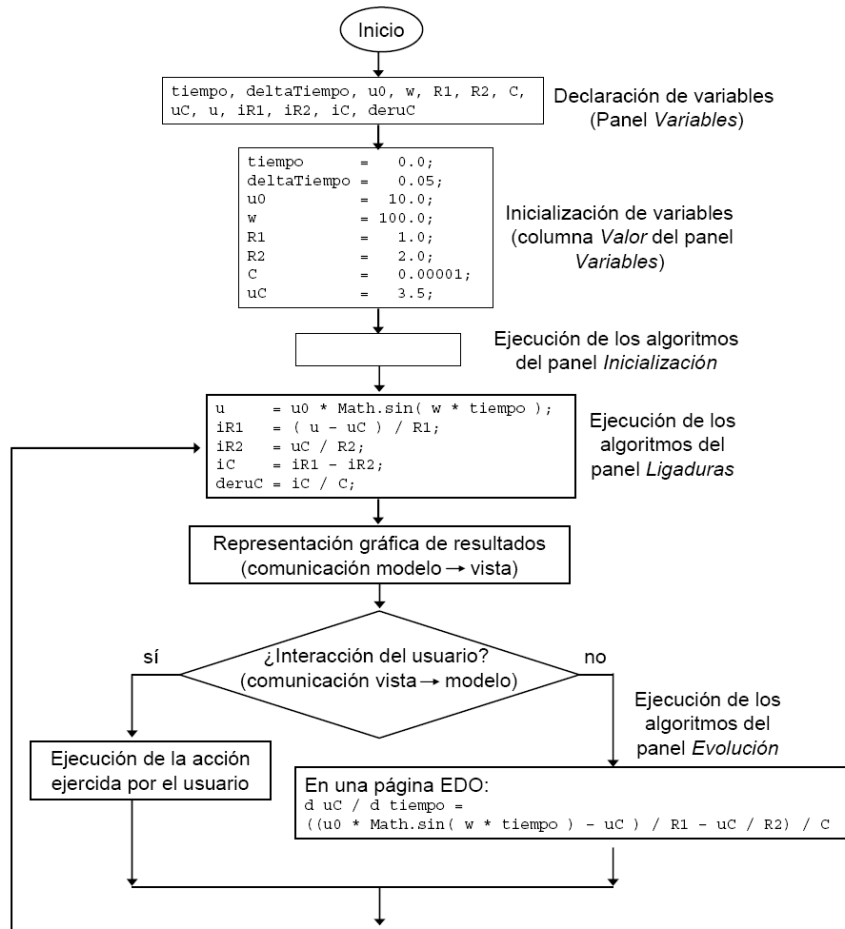 Inicio
tiempo, deltaTiempo, u0, w, R1, R2, C,
uC, u, iR1, iR2, iC, deruC
Declaración de variables
(Panel Variables)
tiempo = 0.0;
deltaTiempo = 0.05;
u0 = 10.0;
w = 100.0;
R1 = 1.0;
R2 = 2.0;
C = 0.00001;
uC = 3.5;
Inicialización de variables
(columna Valor del panel
Variables)
Ejecución de los algoritmos
del panel Inicialización
u = u0 * Math.sin( w * tiempo );
iR1 = ( u - uC ) / R1;
iR2 = uC / R2;
iC = iR1 - iR2;
deruC = iC / C;
Ejecución de los
algoritmos del
panel Ligaduras
Representación gráfica de resultados
(comunicación modelo → vista)
¿Interacción del usuario?
(comunicación vista → modelo)
sí
no
Ejecución de la acción
ejercida por el usuario
Ejecución de los
algoritmos del
panel Evolución
En una página EDO:
d uC / d tiempo =
((u0 * Math.sin( w * tiempo ) - uC ) / R1 - uC / R2) / C